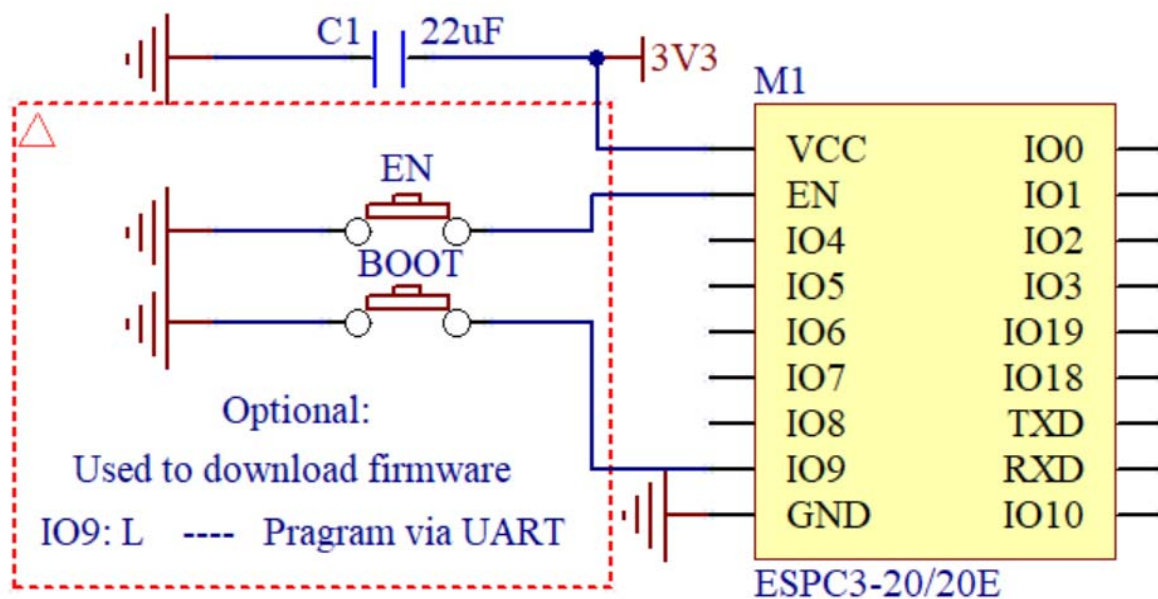 C1 22uF
3V3
M1
VCC IO0
EN
EN IO1
IO4 IO2
BOOT
IO5 IO3
IO6 IO19
IO7 IO18
Optional:
IO8 TXD
Used to download firmware
IO9 RXD
GND IO10
IO9: L ---- Pragram via UART
ESPC3-20/20E